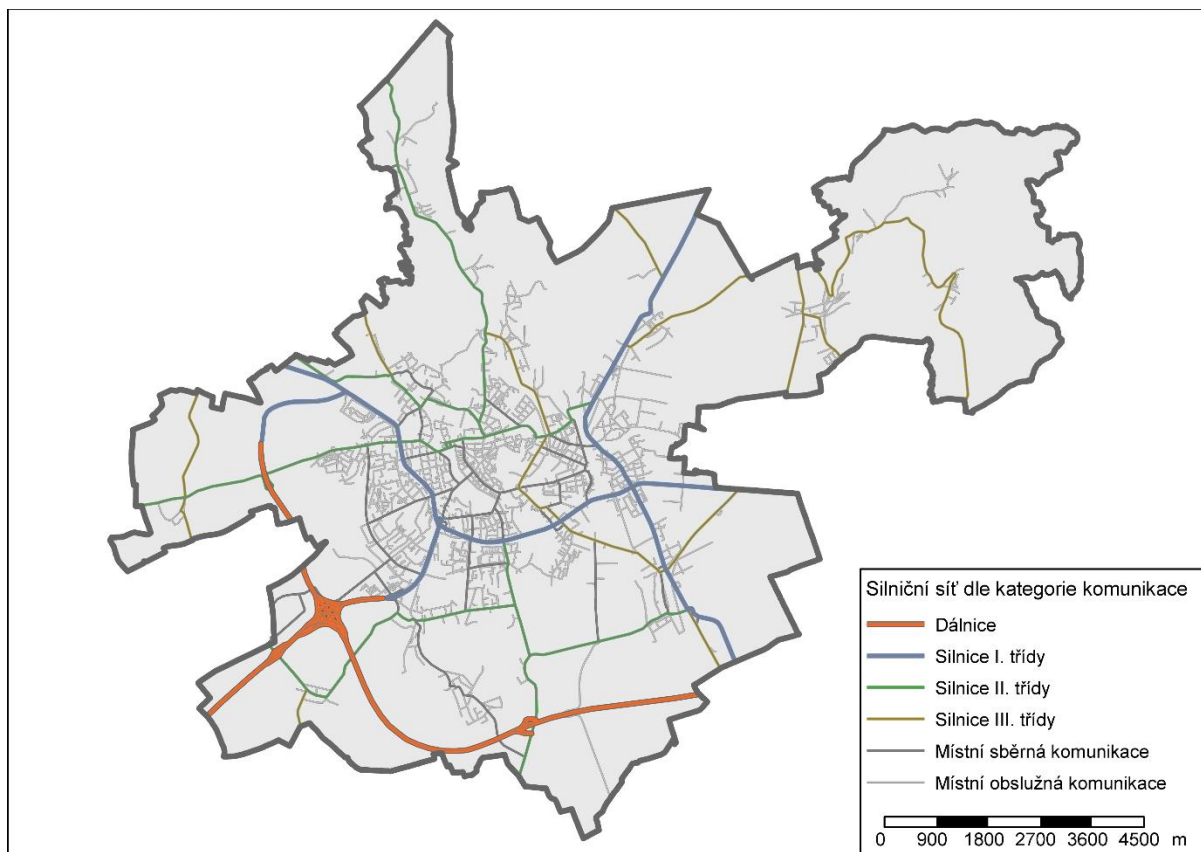 Silniční síť dle kategorie komunikace
Dálnice
Silnice I. třídy
Silnice II. třídy
Silnice III. třídy
Místní sběrná komunikace
Místní obslužná komunikace
0 900 1800 2700 3600 4500 m